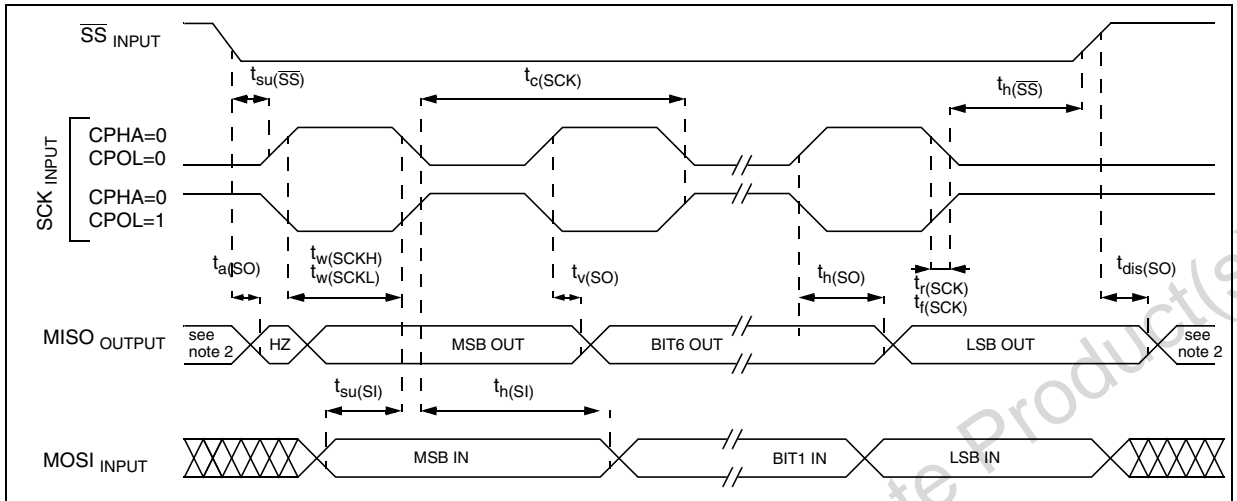 SS INPUT
tsu(SS)
tc(SCK)
th(SS)
SCK INPUT
CPHA=0
CPOL=0
CPHA=0
CPOL=1
ta(SO)
tw(SCKH)
tw(SCKL)
tv(SO)
th(SO)
tr(SCK)
tf(SCK)
tdis(SO)
MISO OUTPUT
see
note 2
HZ
MSB OUT
BIT6 OUT
LSB OUT
see
note 2
tsu(SI)
th(SI)
MOSI INPUT
MSB IN
BIT1 IN
LSB IN
Product(s